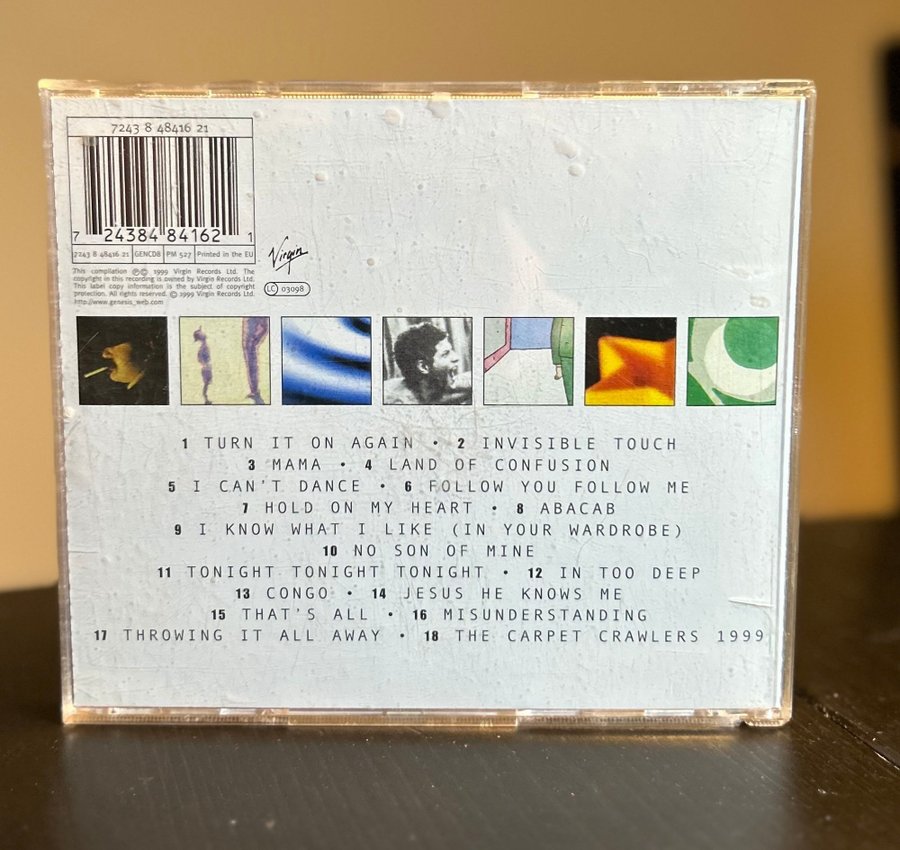 7243 8 48416 21
7 24384 84162 1
7243 8 48416 21 GENCD8 PM 527 Printed in the EU
This compilation ℗© 1999 Virgin Records Ltd. The
copyright in this recording is owned by Virgin Records Ltd.
This label copy information is the subject of copyright
protection. All rights reserved. © 1999 Virgin Records Ltd.
http://www.genesis_web.com
Virgin
LC 03098
1 TURN IT ON AGAIN • 2 INVISIBLE TOUCH
3 MAMA • 4 LAND OF CONFUSION
5 I CAN'T DANCE • 6 FOLLOW YOU FOLLOW ME
7 HOLD ON MY HEART • 8 ABACAB
9 I KNOW WHAT I LIKE (IN YOUR WARDROBE)
10 NO SON OF MINE
11 TONIGHT TONIGHT TONIGHT • 12 IN TOO DEEP
13 CONGO • 14 JESUS HE KNOWS ME
15 THAT'S ALL • 16 MISUNDERSTANDING
17 THROWING IT ALL AWAY • 18 THE CARPET CRAWLERS 1999